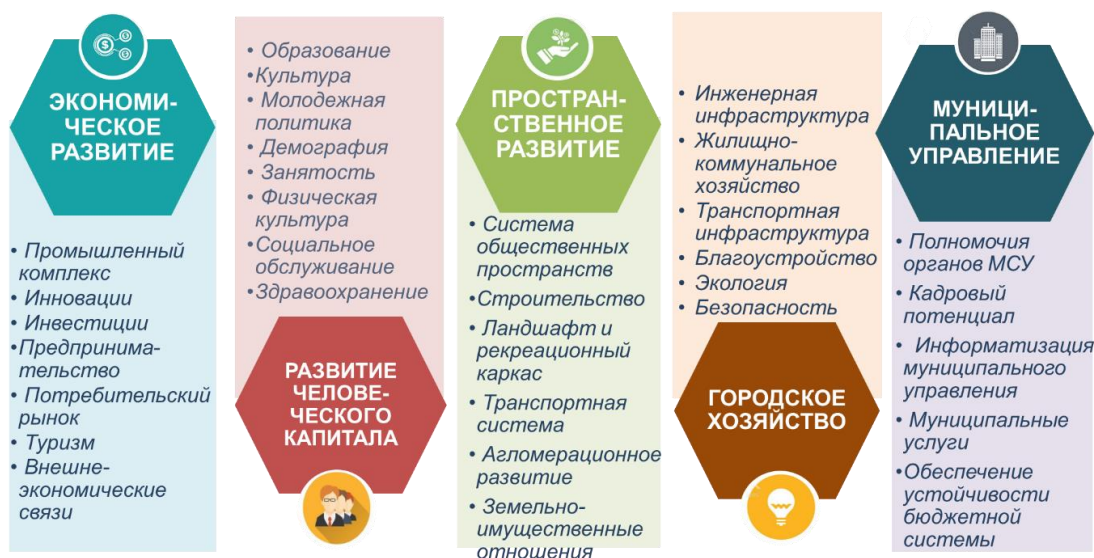 ЭКОНОМИ-
ЧЕСКОЕ
РАЗВИТИЕ
• Промышленный
комплекс
• Инновации
• Инвестиции
•Предпринима-
тельство
• Потребительский
рынок
• Туризм
• Внешне-
экономические
связи
• Образование
•Культура
• Молодежная
политика
• Демография
• Занятость
• Физическая
культура
•Социальное
обслуживание
•Здравоохранение
РАЗВИТИЕ
ЧЕЛОВЕ-
ЧЕСКОГО
КАПИТАЛА
ПРОСТРАН-
СТВЕННОЕ
РАЗВИТИЕ
• Система
общественных
пространств
•Строительство
• Ландшафт и
рекреационный
каркас
• Транспортная
система
• Агломерационное
развитие
• Земельно-
имущественные
отношения
• Инженерная
инфраструктура
• Жилищно-
коммунальное
хозяйство
• Транспортная
инфраструктура
• Благоустройство
• Экология
• Безопасность
ГОРОДСКОЕ
ХОЗЯЙСТВО
МУНИЦИ-
ПАЛЬНОЕ
УПРАВЛЕНИЕ
• Полномочия
органов МСУ
• Кадровый
потенциал
• Информатизация
муниципального
управления
• Муниципальные
услуги
•Обеспечение
устойчивости
бюджетной
системы